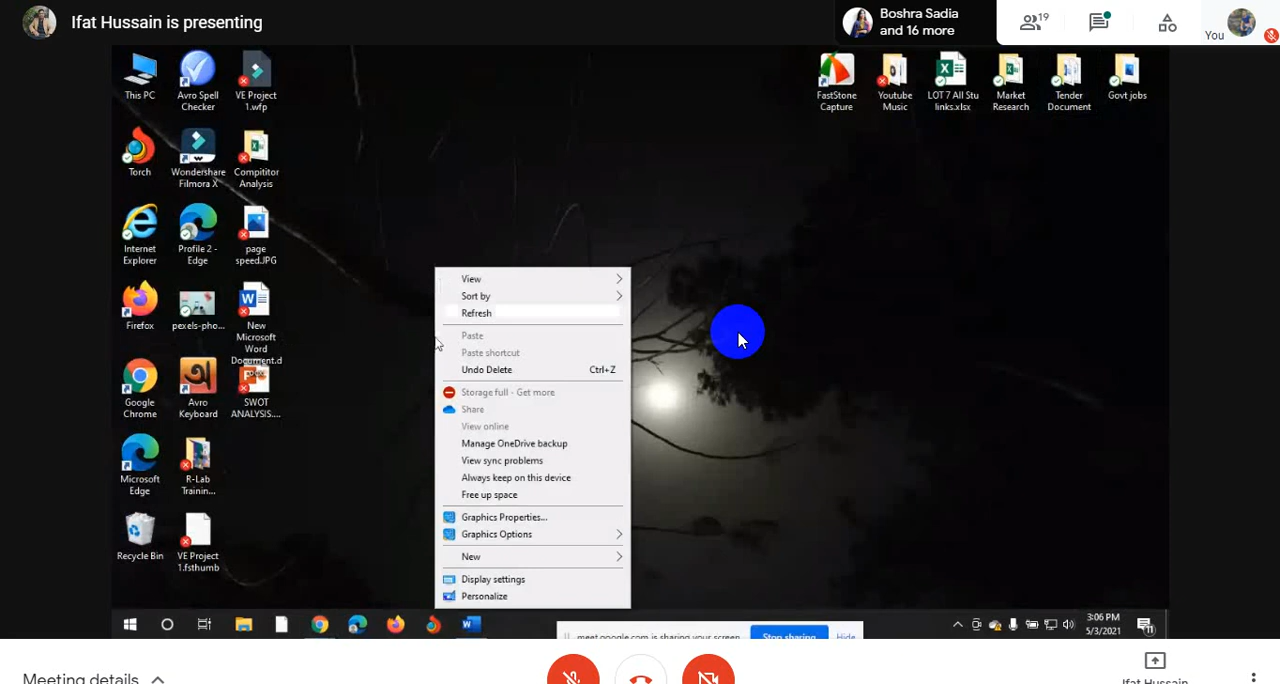 Ifat Hussain is presenting
Boshra Sadia
and 16 more
19
You
This PC
Avro Spell
Checker
VE Project
1.wfp
FastStone
Capture
Youtube
Music
LOT 7 All Stu
links.xlsx
Market
Research
Tender
Document
Govt jobs
Torch
Wondershare
Filmora X
Compititor
Analysis
Internet
Explorer
Profile 2 -
Edge
page
speed.JPG
Firefox
pexels-pho...
New
Microsoft
Word
Document.d
Google
Chrome
Avro
Keyboard
SWOT
ANALYSIS....
Microsoft
Edge
R-Lab
Trainin...
Recycle Bin
VE Project
1.fsthumb
View
Sort by
Refresh
Paste
Paste shortcut
Undo Delete Ctrl+Z
Storage full - Get more
Share
View online
Manage OneDrive backup
View sync problems
Always keep on this device
Free up space
Graphics Properties...
Graphics Options
New
Display settings
Personalize
meet.google.com is sharing your screen.
Stop sharing
Hide
3:06 PM
5/3/2021
11
Meeting details
Ifat Hussain